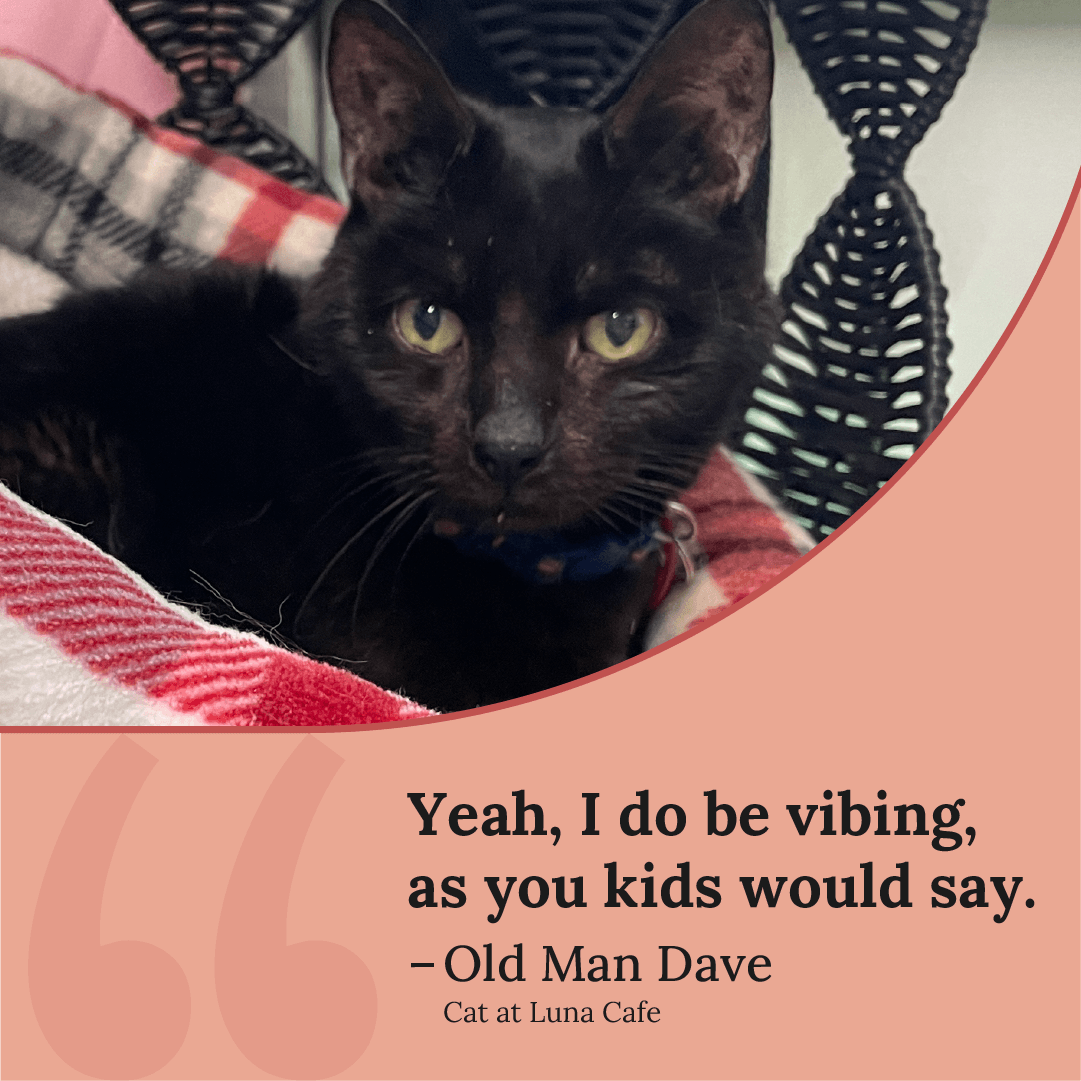 Yeah, I do be vibing,
as you kids would say.
– Old Man Dave
Cat at Luna Cafe